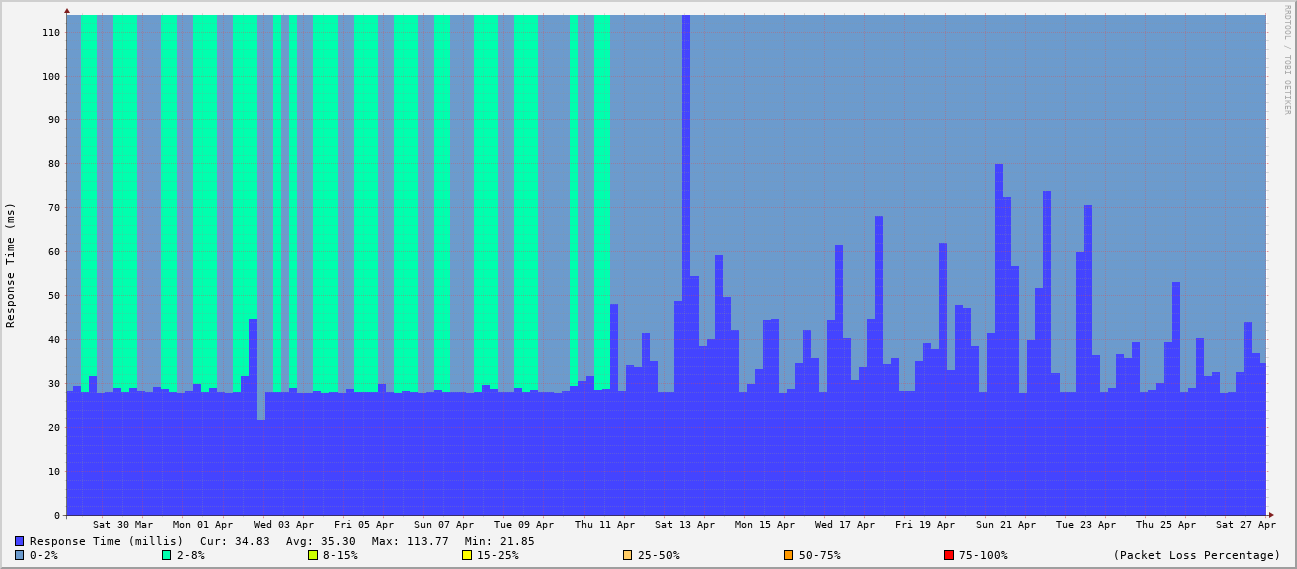 RRDTOOL / TOBI OETIKER
Response Time (ms)
110
100
90
80
70
60
50
40
30
20
10
0
Sat 30 Mar Mon 01 Apr Wed 03 Apr Fri 05 Apr Sun 07 Apr Tue 09 Apr Thu 11 Apr Sat 13 Apr Mon 15 Apr Wed 17 Apr Fri 19 Apr Sun 21 Apr Tue 23 Apr Thu 25 Apr Sat 27 Apr
Response Time (millis) Cur: 34.83 Avg: 35.30 Max: 113.77 Min: 21.85
0-2% 2-8% 8-15% 15-25% 25-50% 50-75% 75-100% (Packet Loss Percentage)